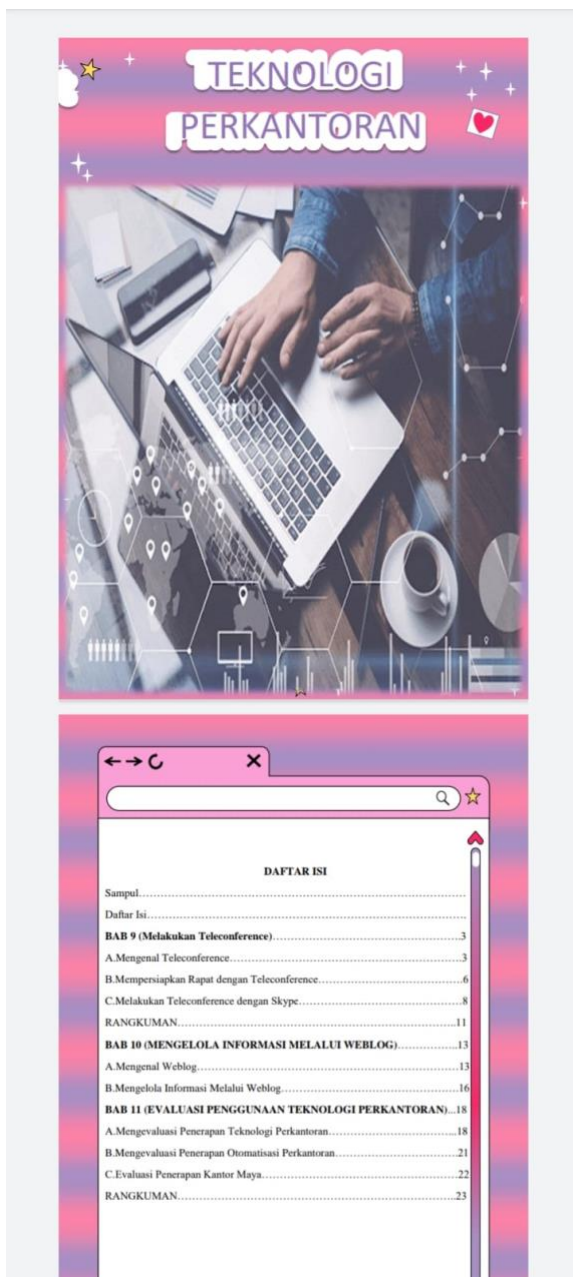 TEKNOLOGI
PERKANTORAN
DAFTAR ISI
Sampul……………………………………………………………………
Daftar Isi…………………………………………………………………
BAB 9 (Melakukan Teleconference)………………………………………3
A.Mengenal Teleconference………………………………………………3
B.Mempersiapkan Rapat dengan Teleconference…………………………6
C.Melakukan Teleconference dengan Skype………………………………8
RANGKUMAN……………………………………………………………11
BAB 10 (MENGELOLA INFORMASI MELALUI WEBLOG)……………..13
A.Mengenal Weblog………………………………………………………13
B.Mengelola Informasi Melalui Weblog……………………………………16
BAB 11 (EVALUASI PENGGUNAAN TEKNOLOGI PERKANTORAN)...18
A.Mengevaluasi Penerapan Teknologi Perkantoran…………………………18
B.Mengevaluasi Penerapan Otomatisasi Perkantoran………………………21
C.Evaluasi Penerapan Kantor Maya…………………………………………22
RANGKUMAN……………………………………………………………23